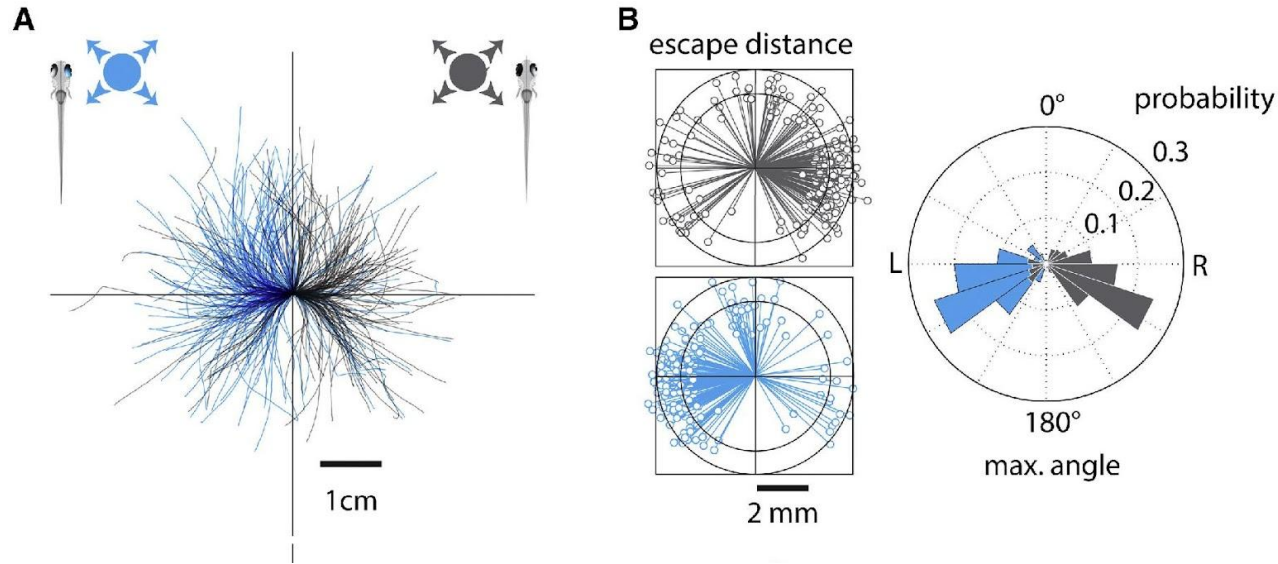 A
1cm
B
escape distance
2 mm
probability
0°
0.3
0.2
0.1
L
R
180°
max. angle